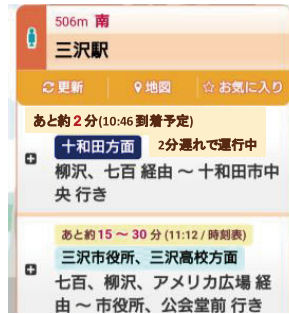 506m 南
三沢駅
更新 地図 お気に入り
あと約 2 分(10:46 到着予定)
十和田方面 2分遅れで運行中
柳沢、七百 経由 ~ 十和田市中
央 行き
あと約 15 ~ 30 分 (11:12 / 時刻表)
三沢市役所、三沢高校方面
七百、柳沢、アメリカ広場 経
由 ~ 市役所、公会堂前 行き